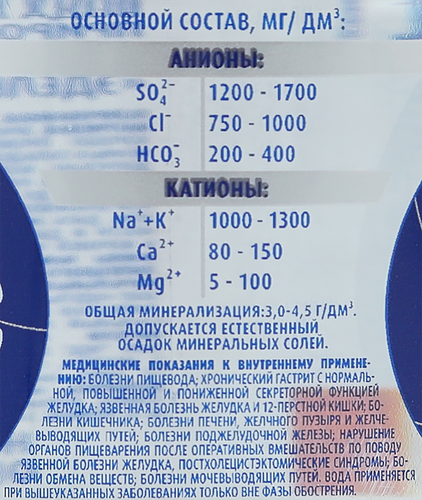 ОСНОВНОЙ СОСТАВ, МГ/ ДМ³:
АНИОНЫ:
SO₄²⁻ 1200 - 1700
Cl⁻ 750 - 1000
HCO₃⁻ 200 - 400
КАТИОНЫ:
Na⁺+K⁺ 1000 - 1300
Ca²⁺ 80 - 150
Mg²⁺ 5 - 100
ОБЩАЯ МИНЕРАЛИЗАЦИЯ:3,0-4,5 Г/ДМ³.
ДОПУСКАЕТСЯ ЕСТЕСТВЕННЫЙ
ОСАДОК МИНЕРАЛЬНЫХ СОЛЕЙ.
МЕДИЦИНСКИЕ ПОКАЗАНИЯ К ВНУТРЕННЕМУ ПРИМЕНЕ-
НИЮ: БОЛЕЗНИ ПИЩЕВОДА; ХРОНИЧЕСКИЙ ГАСТРИТ С НОРМАЛЬ-
НОЙ, ПОВЫШЕННОЙ И ПОНИЖЕННОЙ СЕКРЕТОРНОЙ ФУНКЦИЕЙ
ЖЕЛУДКА; ЯЗВЕННАЯ БОЛЕЗНЬ ЖЕЛУДКА И 12-ПЕРСТНОЙ КИШКИ; БО-
ЛЕЗНИ КИШЕЧНИКА; БОЛЕЗНИ ПЕЧЕНИ, ЖЕЛЧНОГО ПУЗЫРЯ И ЖЕЛЧЕ-
ВЫВОДЯЩИХ ПУТЕЙ; БОЛЕЗНИ ПОДЖЕЛУДОЧНОЙ ЖЕЛЕЗЫ; НАРУШЕНИЕ
ОРГАНОВ ПИЩЕВАРЕНИЯ ПОСЛЕ ОПЕРАТИВНЫХ ВМЕШАТЕЛЬСТВ ПО ПОВОДУ
ЯЗВЕННОЙ БОЛЕЗНИ ЖЕЛУДКА, ПОСТХОЛЕЦИСТЭКТОМИЧЕСКИЕ СИНДРОМЫ; БО-
ЛЕЗНИ ОБМЕНА ВЕЩЕСТВ; БОЛЕЗНИ МОЧЕВЫВОДЯЩИХ ПУТЕЙ. ВОДА ПРИМЕНЯЕТСЯ
ПРИ ВЫШЕУКАЗАННЫХ ЗАБОЛЕВАНИЯХ ТОЛЬКО ВНЕ ФАЗЫ ОБОСТРЕНИЯ.